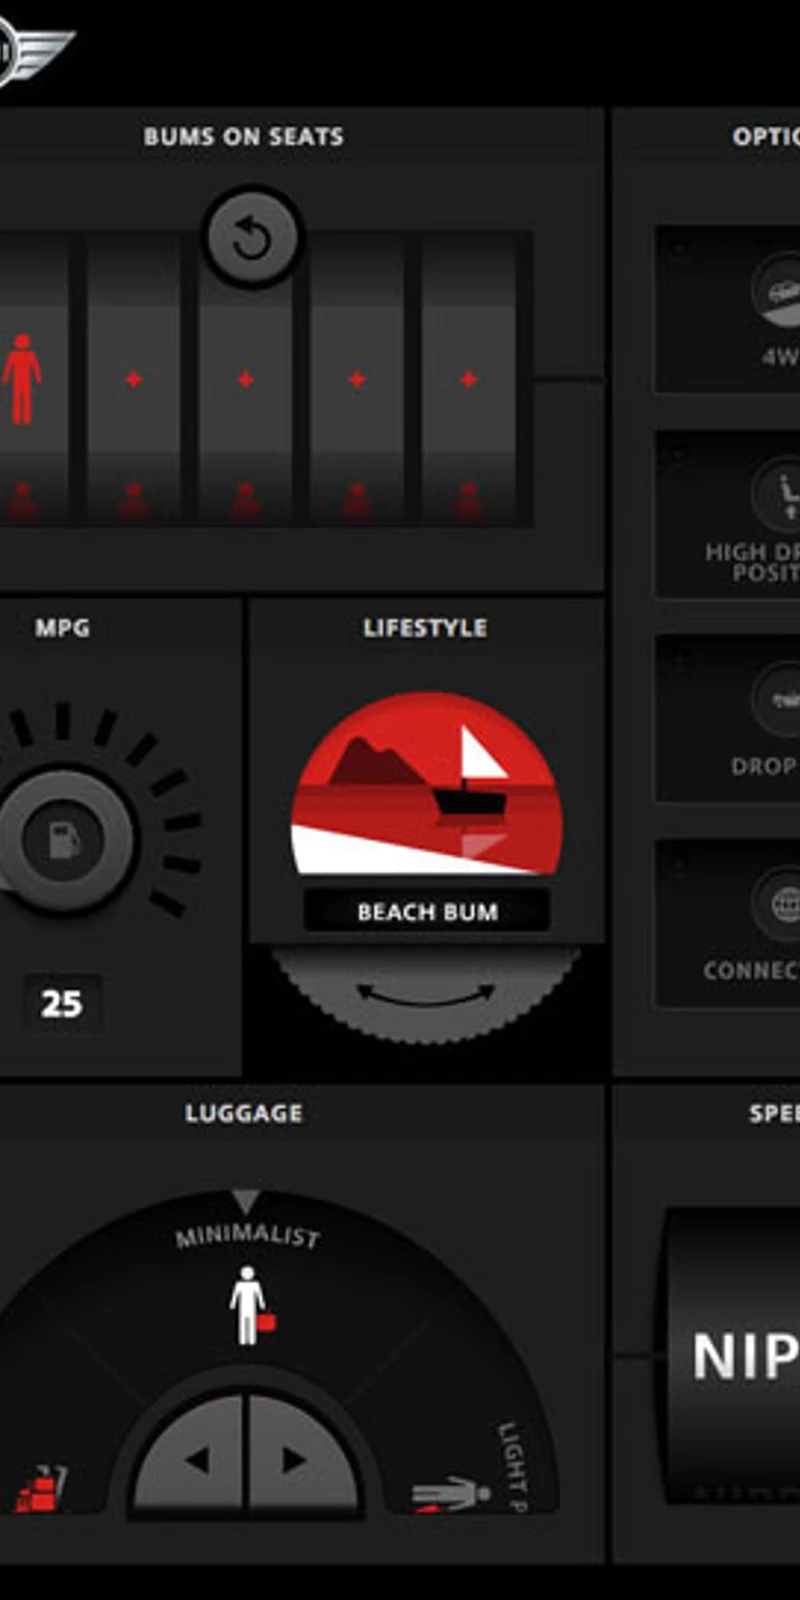 BUMS ON SEATS
OPTIO
4W
HIGH DR
POSIT
MPG
LIFESTYLE
DROP
BEACH BUM
CONNEC
25
LUGGAGE
SPEE
MINIMALIST
NIP
LIGHT P